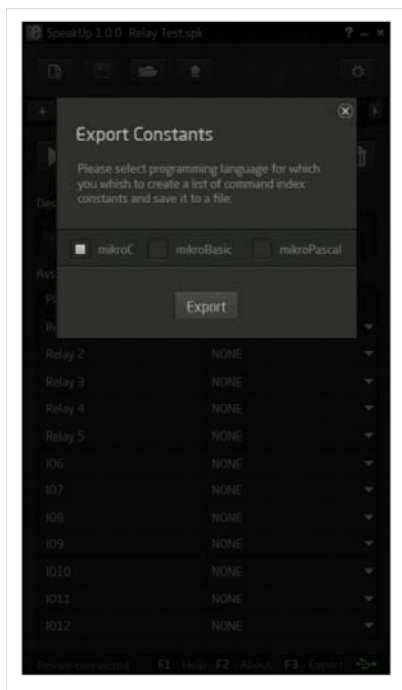 SpeakUp 1.0.0 Relay Test.spk ? – ×
Export Constants
Please select programming language for which
you whish to create a list of command index
constants and save it to a file:
mikroC mikroBasic mikroPascal
Export
Relay 2 NONE
Relay 3 NONE
Relay 4 NONE
Relay 5 NONE
IO6 NONE
IO7 NONE
IO8 NONE
IO9 NONE
IO10 NONE
IO11 NONE
IO12 NONE
Device connected F1 - Help F2 - About F3 - Export